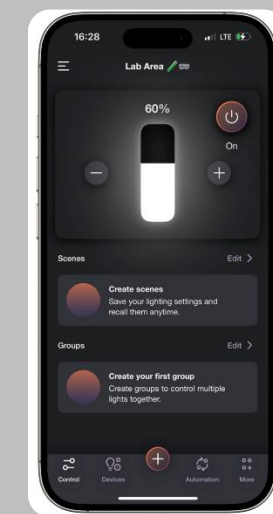 16:28
LTE
Lab Area
60%
On
Scenes
Edit
Create scenes
Save your lighting settings and
recall them anytime.
Groups
Edit
Create your first group
Create groups to control multiple
lights together.
Control
Devices
Automation
More